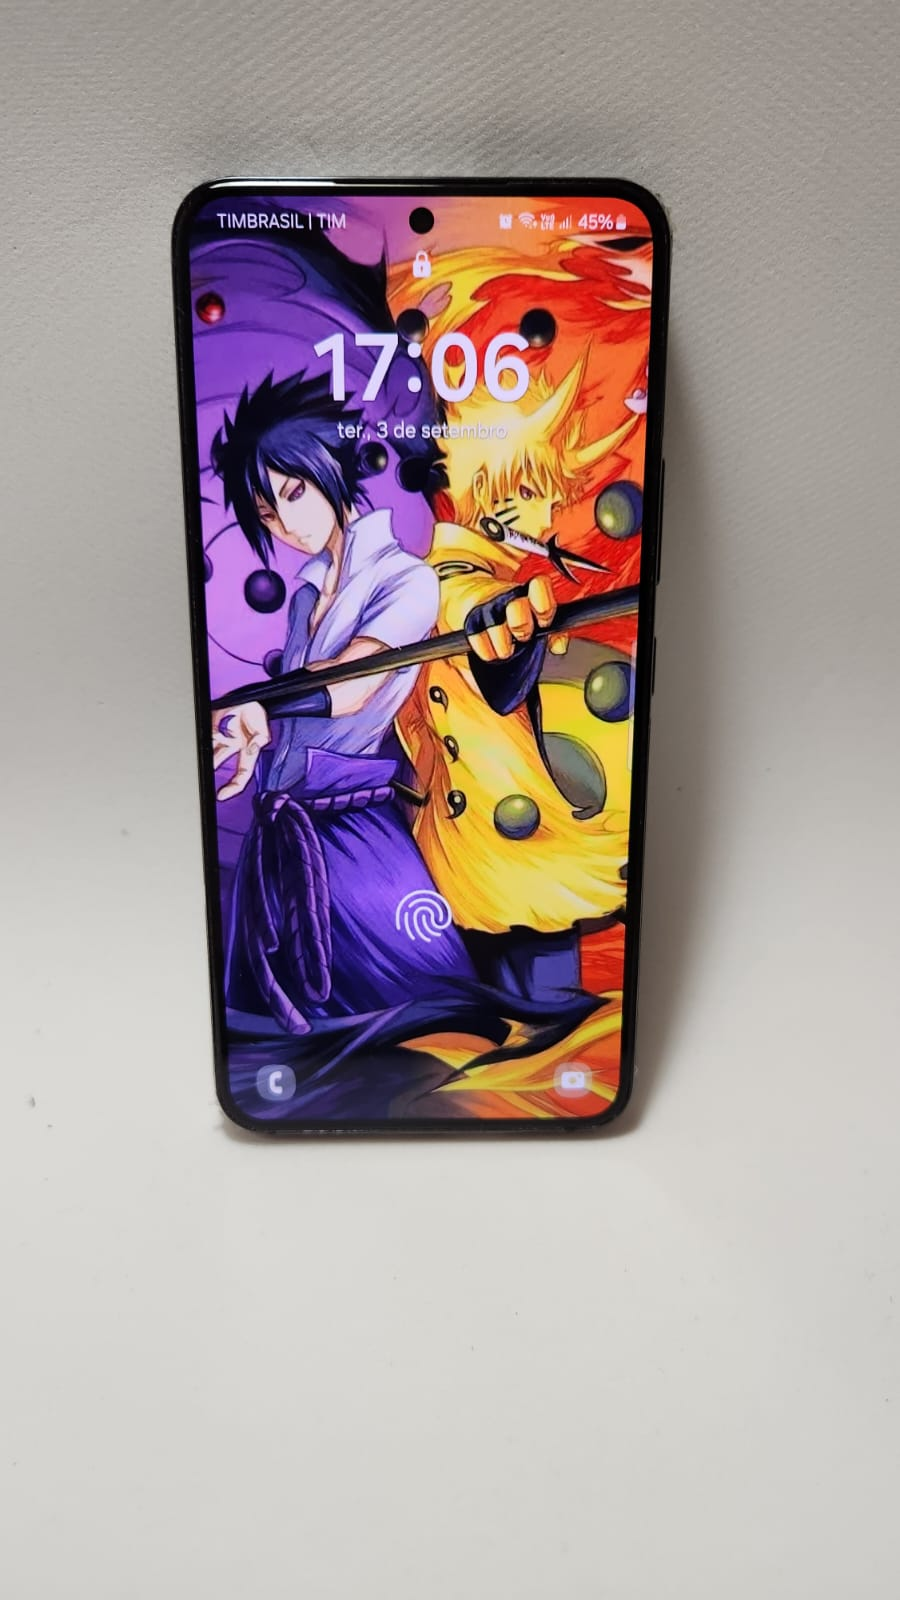 TIMBRASIL | TIM 45%
17:06
ter., 3 de setembro